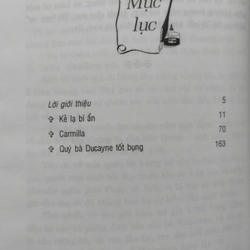 Mục
lục
Lời giới thiệu 5
✞ Kẻ lạ bí ẩn 11
✞ Carmilla 70
✞ Quý bà Ducayne tốt bụng 163